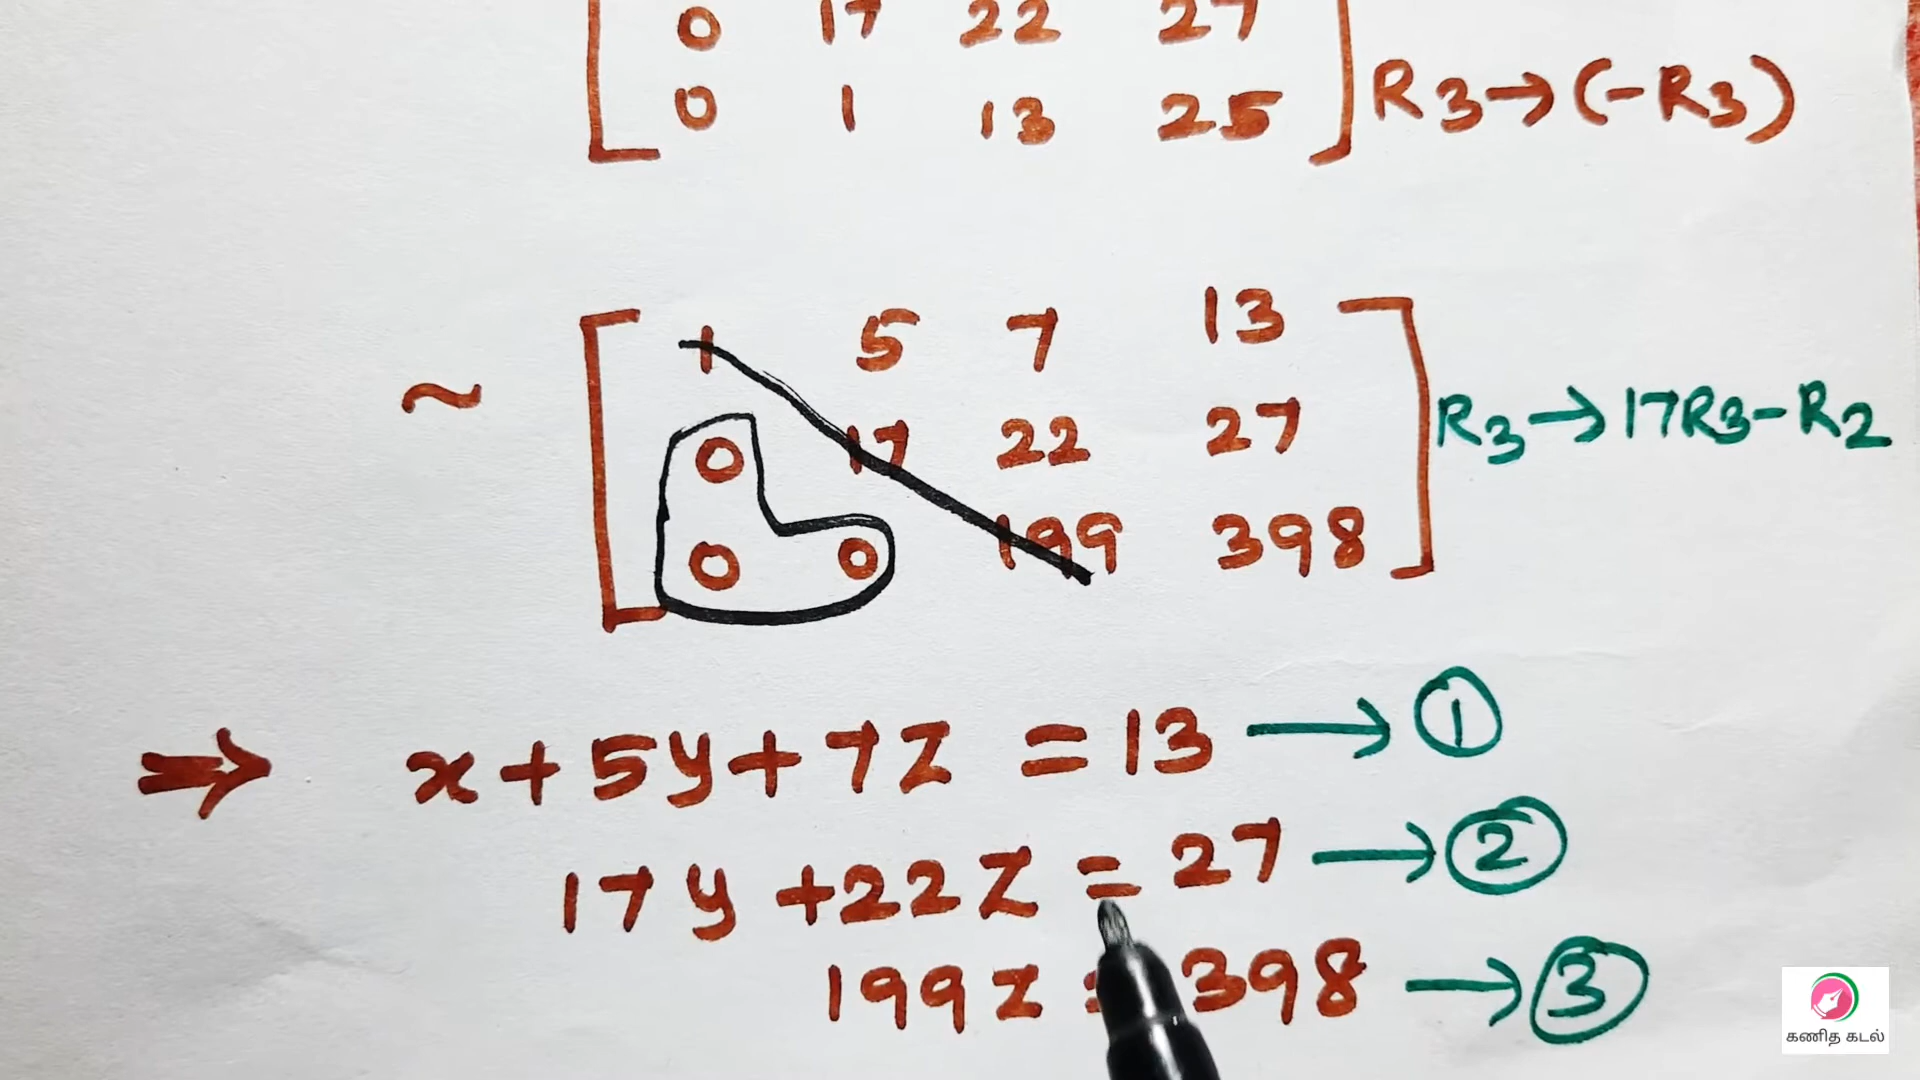 0 17 22 27
0 1 13 25 R3→(-R3)
1 5 7 13
~ 0 17 22 27 R3→17R3-R2
0 0 199 398
⇒ x+5y+7z =13 → ①
17y +22z = 27 → ②
199z = 398 → ③
கணித கடல்